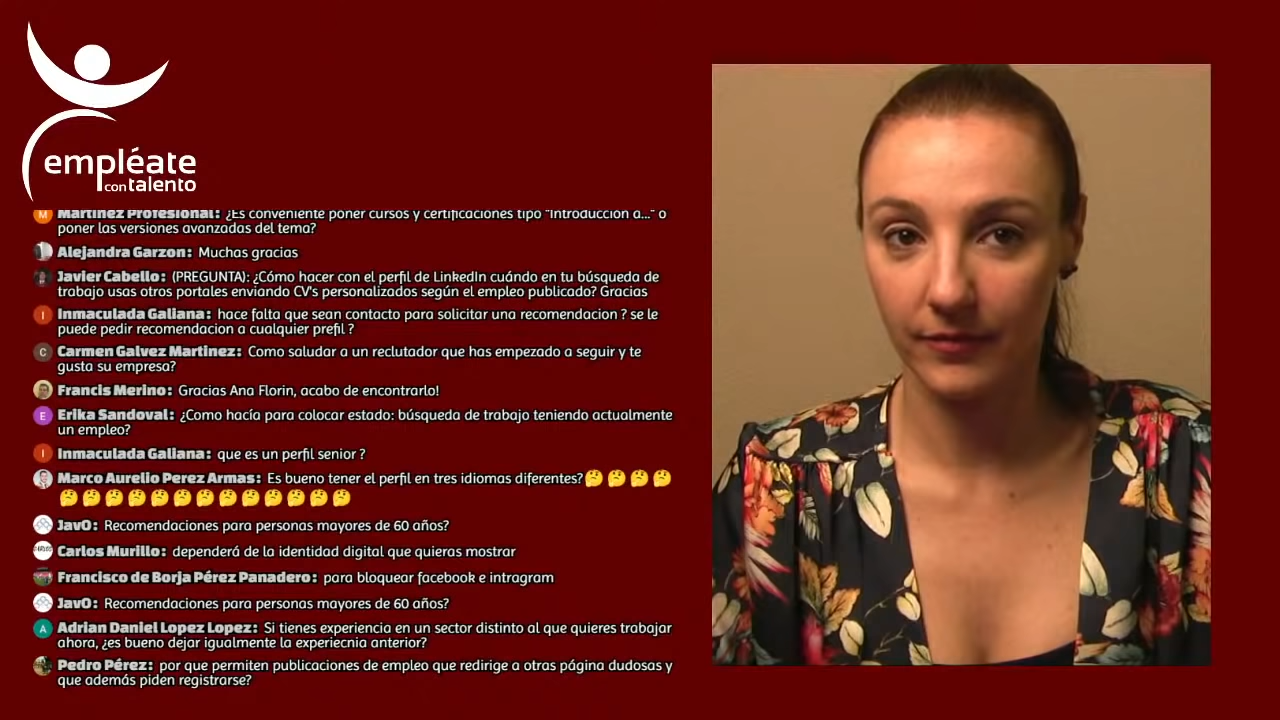 empléate
con talento
Martinez Profesional: ¿Es conveniente poner cursos y certificaciones tipo "Introducción a..." o
poner las versiones avanzadas del tema?
Alejandra Garzon: Muchas gracias
Javier Cabello: (PREGUNTA): ¿Cómo hacer con el perfil de LinkedIn cuándo en tu búsqueda de
trabajo usas otros portales enviando CV's personalizados según el empleo publicado? Gracias
I
Inmaculada Galiana: hace falta que sean contacto para solicitar una recomendacion ? se le
puede pedir recomendacion a cualquier prefil ?
C
Carmen Galvez Martinez: Como saludar a un reclutador que has empezado a seguir y te
gusta su empresa?
Francis Merino: Gracias Ana Florin, acabo de encontrarlo!
E
Erika Sandoval: ¿Como hacía para colocar estado: búsqueda de trabajo teniendo actualmente
un empleo?
I
Inmaculada Galiana: que es un perfil senior ?
Marco Aurelio Perez Armas: Es bueno tener el perfil en tres idiomas diferentes?🤔🤔🤔🤔
🤔🤔🤔🤔🤔🤔🤔🤔🤔🤔🤔🤔🤔
JavO: Recomendaciones para personas mayores de 60 años?
Carlos Murillo: dependerá de la identidad digital que quieras mostrar
Francisco de Borja Pérez Panadero: para bloquear facebook e intragram
JavO: Recomendaciones para personas mayores de 60 años?
A
Adrian Daniel Lopez Lopez: Si tienes experiencia en un sector distinto al que quieres trabajar
ahora, ¿es bueno dejar igualmente la experiecnia anterior?
Pedro Pérez: por que permiten publicaciones de empleo que redirige a otras página dudosas y
que además piden registrarse?